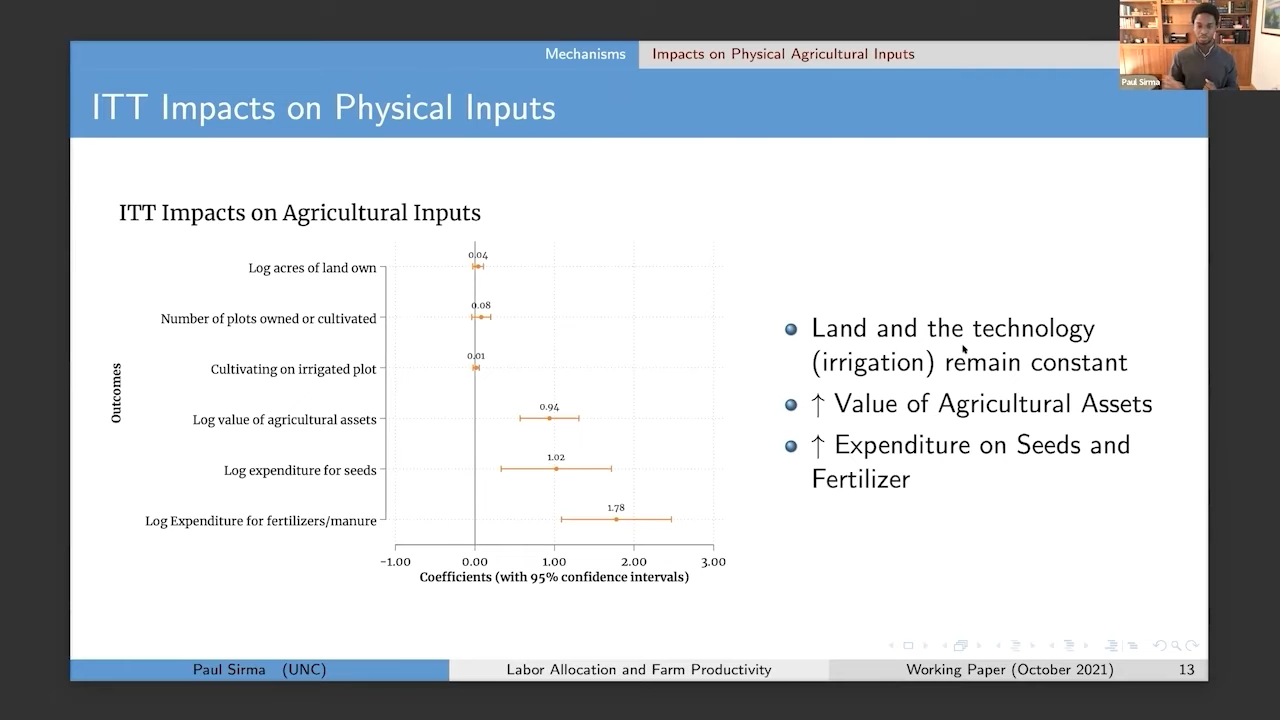 Mechanisms
Impacts on Physical Agricultural Inputs
Paul Sirma
ITT Impacts on Physical Inputs
ITT Impacts on Agricultural Inputs
0.04
Log acres of land own
0.08
Number of plots owned or cultivated
0.01
Cultivating on irrigated plot
0.94
Log value of agricultural assets
1.02
Log expenditure for seeds
1.78
Log Expenditure for fertilizers/manure
Outcomes
-1.00 0.00 1.00 2.00 3.00
Coefficients (with 95% confidence intervals)
Land and the technology
(irrigation) remain constant
↑ Value of Agricultural Assets
↑ Expenditure on Seeds and
Fertilizer
Paul Sirma (UNC)
Labor Allocation and Farm Productivity
Working Paper (October 2021)
13